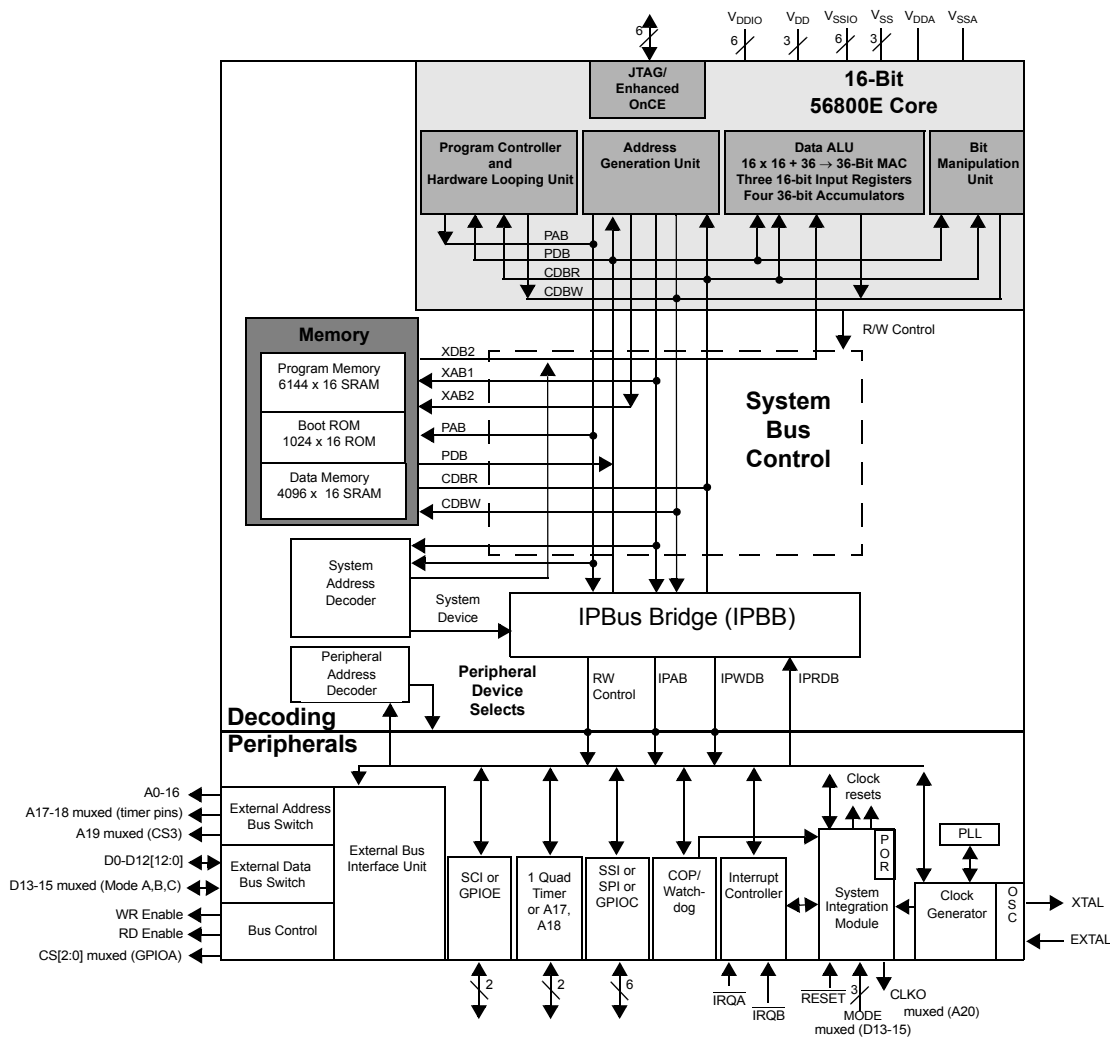 6
VDDIO
VDD
VSSIO
VSS
VDDA
VSSA
6
3
6
3
JTAG/
Enhanced
OnCE
16-Bit
56800E Core
Program Controller
and
Hardware Looping Unit
Address
Generation Unit
Data ALU
16 x 16 + 36 → 36-Bit MAC
Three 16-bit Input Registers
Four 36-bit Accumulators
Bit
Manipulation
Unit
PAB
PDB
CDBR
CDBW
R/W Control
Memory
Program Memory
6144 x 16 SRAM
Boot ROM
1024 x 16 ROM
Data Memory
4096 x 16 SRAM
XDB2
XAB1
XAB2
PAB
PDB
CDBR
CDBW
System
Bus
Control
System
Address
Decoder
System
Device
IPBus Bridge (IPBB)
Peripheral
Address
Decoder
Peripheral
Device
Selects
RW
Control
IPAB
IPWDB
IPRDB
Decoding
Peripherals
A0-16
A17-18 muxed (timer pins)
A19 muxed (CS3)
D0-D12[12:0]
D13-15 muxed (Mode A,B,C)
WR Enable
RD Enable
CS[2:0] muxed (GPIOA)
External Address
Bus Switch
External Data
Bus Switch
Bus Control
External Bus
Interface Unit
SCI or
GPIOE
1 Quad
Timer
or A17,
A18
SSI or
SPI or
GPIOC
COP/
Watch-
dog
Interrupt
Controller
Clock
resets
P
O
R
System
Integration
Module
PLL
Clock
Generator
O
S
C
XTAL
EXTAL
2
2
6
IRQA
IRQB
RESET
3
MODE
muxed (D13-15)
CLKO
muxed (A20)